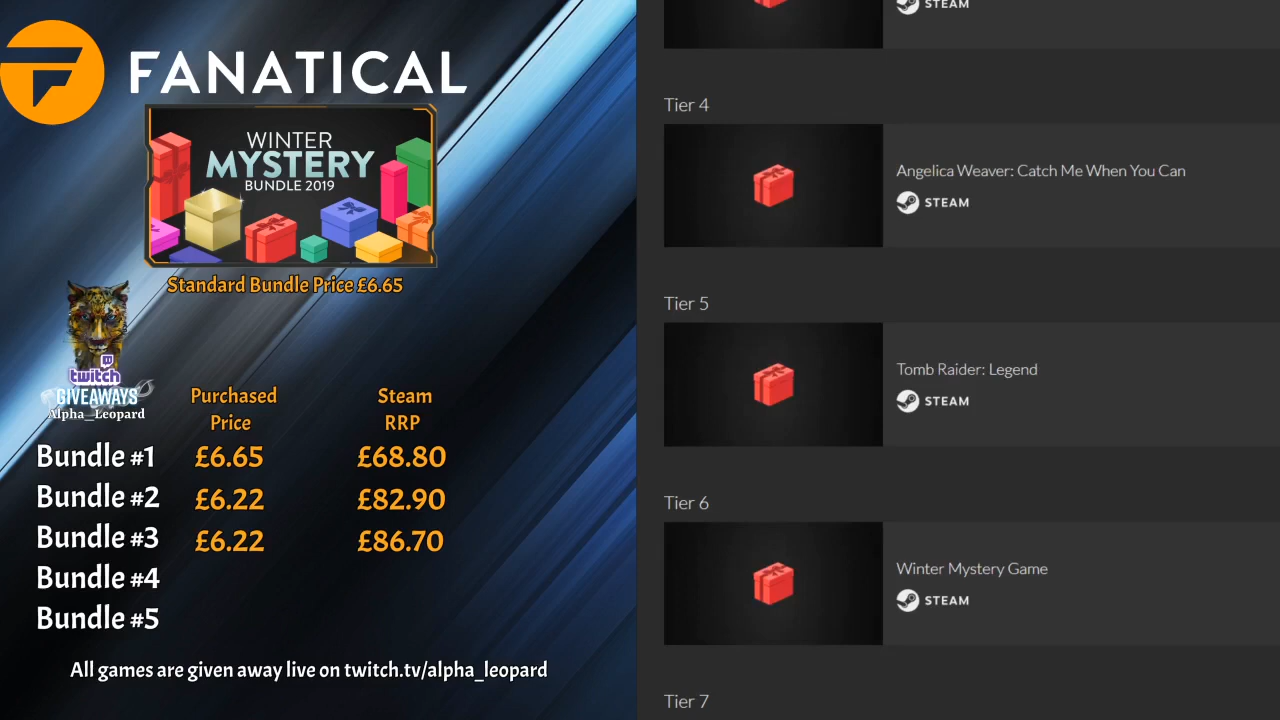 FANATICAL
WINTER
MYSTERY
BUNDLE 2019
Standard Bundle Price £6.65
twitch
GIVEAWAYS
Alpha_Leopard
Purchased Price
Steam RRP
Bundle #1 £6.65 £68.80
Bundle #2 £6.22 £82.90
Bundle #3 £6.22 £86.70
Bundle #4
Bundle #5
All games are given away live on twitch.tv/alpha_leopard
STEAM
Tier 4
Angelica Weaver: Catch Me When You Can
STEAM
Tier 5
Tomb Raider: Legend
STEAM
Tier 6
Winter Mystery Game
STEAM
Tier 7